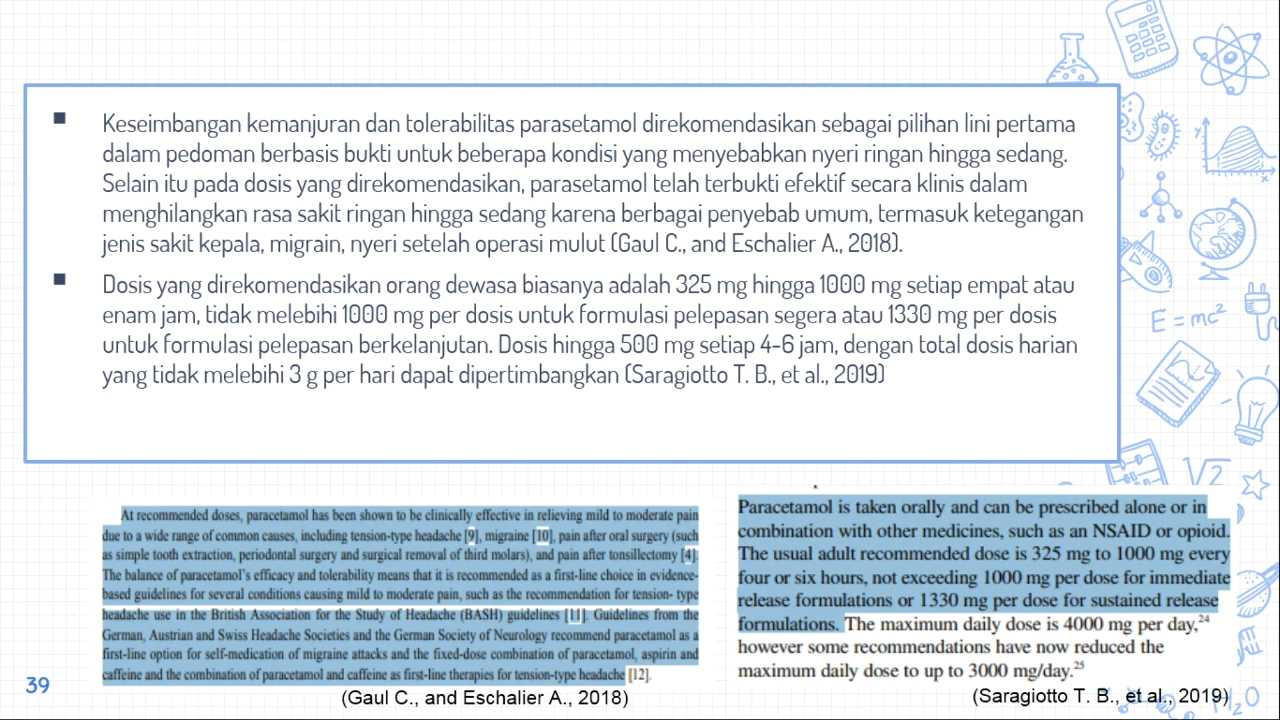 Keseimbangan kemanjuran dan tolerabilitas parasetamol direkomendasikan sebagai pilihan lini pertama
dalam pedoman berbasis bukti untuk beberapa kondisi yang menyebabkan nyeri ringan hingga sedang.
Selain itu pada dosis yang direkomendasikan, parasetamol telah terbukti efektif secara klinis dalam
menghilangkan rasa sakit ringan hingga sedang karena berbagai penyebab umum, termasuk ketegangan
jenis sakit kepala, migrain, nyeri setelah operasi mulut (Gaul C., and Eschalier A., 2018).
Dosis yang direkomendasikan orang dewasa biasanya adalah 325 mg hingga 1000 mg setiap empat atau
enam jam, tidak melebihi 1000 mg per dosis untuk formulasi pelepasan segera atau 1330 mg per dosis
untuk formulasi pelepasan berkelanjutan. Dosis hingga 500 mg setiap 4-6 jam, dengan total dosis harian
yang tidak melebihi 3 g per hari dapat dipertimbangkan (Saragiotto T. B., et al., 2019)
y
x
E = mc²
√2
At recommended doses, paracetamol has been shown to be clinically effective in relieving mild to moderate pain
due to a wide range of common causes, including tension-type headache [9], migraine [10], pain after oral surgery (such
as simple tooth extraction, periodontal surgery and surgical removal of third molars), and pain after tonsillectomy [4].
The balance of paracetamol's efficacy and tolerability means that it is recommended as a first-line choice in evidence-
based guidelines for several conditions causing mild to moderate pain, such as the recommendation for tension- type
headache use in the British Association for the Study of Headache (BASH) guidelines [11]. Guidelines from the
German, Austrian and Swiss Headache Societies and the German Society of Neurology recommend paracetamol as a
first-line option for self-medication of migraine attacks and the fixed-dose combination of paracetamol, aspirin and
caffeine and the combination of paracetamol and caffeine as first-line therapies for tension-type headache [12].
(Gaul C., and Eschalier A., 2018)
Paracetamol is taken orally and can be prescribed alone or in
combination with other medicines, such as an NSAID or opioid.
The usual adult recommended dose is 325 mg to 1000 mg every
four or six hours, not exceeding 1000 mg per dose for immediate
release formulations or 1330 mg per dose for sustained release
formulations. The maximum daily dose is 4000 mg per day,²⁴
however some recommendations have now reduced the
maximum daily dose to up to 3000 mg/day.²⁵
(Saragiotto T. B., et al., 2019)
39